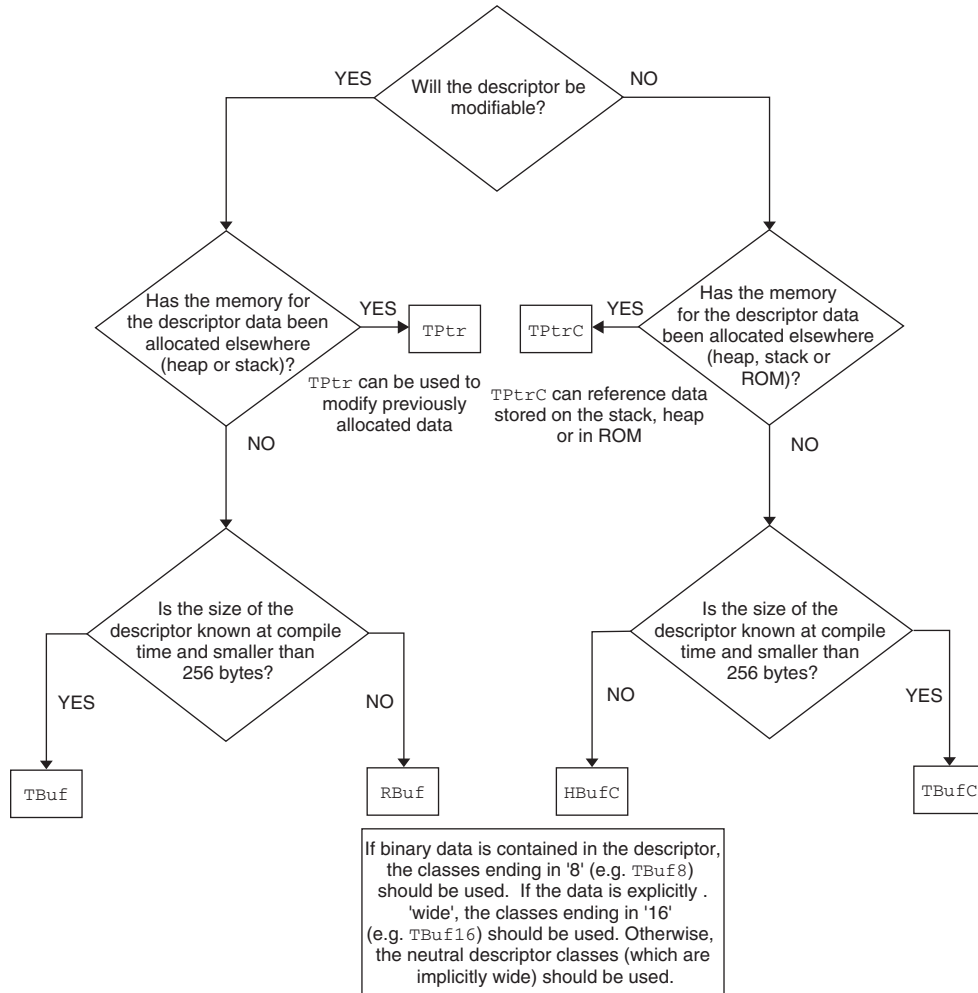 YES
NO
Will the descriptor be
modifiable?
Has the memory for
the descriptor data been
allocated elsewhere
(heap or stack)?
YES
TPtr
TPtrC
YES
Has the memory
for the descriptor data
been allocated elsewhere
(heap, stack or
ROM)?
TPtr can be used to
modify previously
allocated data
TPtrC can reference data
stored on the stack, heap
or in ROM
NO
NO
Is the size of the
descriptor known at compile
time and smaller than
256 bytes?
Is the size of the
descriptor known at compile
time and smaller than
256 bytes?
YES
NO
NO
YES
TBuf
RBuf
HBufC
TBufC
If binary data is contained in the descriptor,
the classes ending in '8' (e.g. TBuf8)
should be used. If the data is explicitly .
'wide', the classes ending in '16'
(e.g. TBuf16) should be used. Otherwise,
the neutral descriptor classes (which are
implicitly wide) should be used.